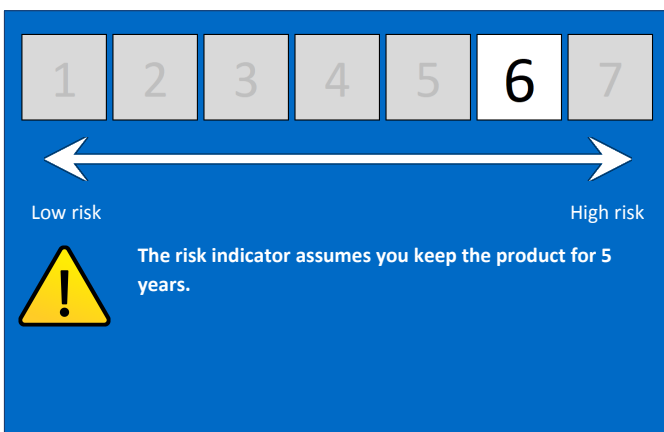 1 2 3 4 5 6 7
Low risk High risk
The risk indicator assumes you keep the product for 5
years.